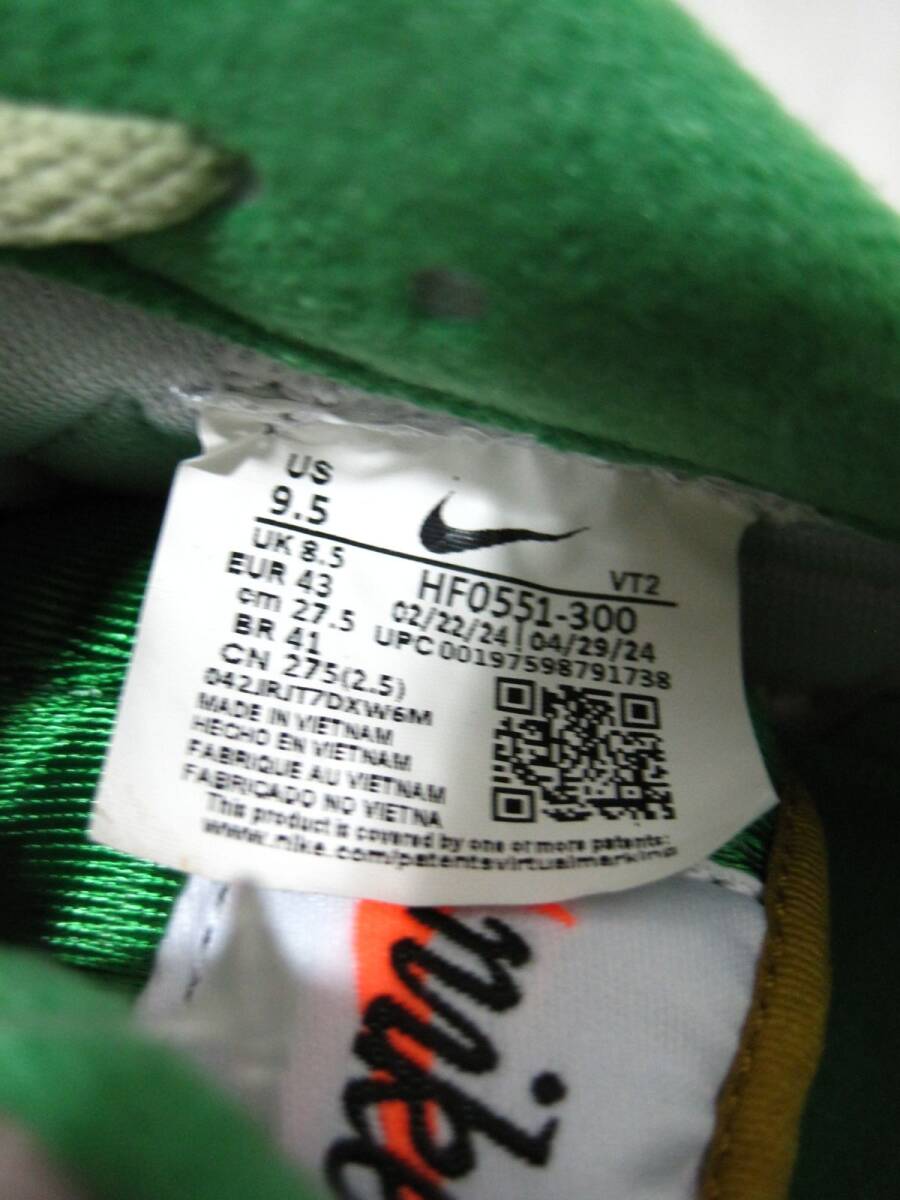 US
9.5
UK 8.5
EUR 43
cm 27.5
BR 41
CN 275(2.5)
VT2
HF0551-300
02/22/24 | 04/29/24
UPC 00197598791738
042JRJT7DXW6M
MADE IN VIETNAM
HECHO EN VIETNAM
FABRIQUE AU VIETNAM
FABRICADO NO VIETNA
This product is covered by one or more patents:
www.nike.com/patentsvirtualmarking
nike